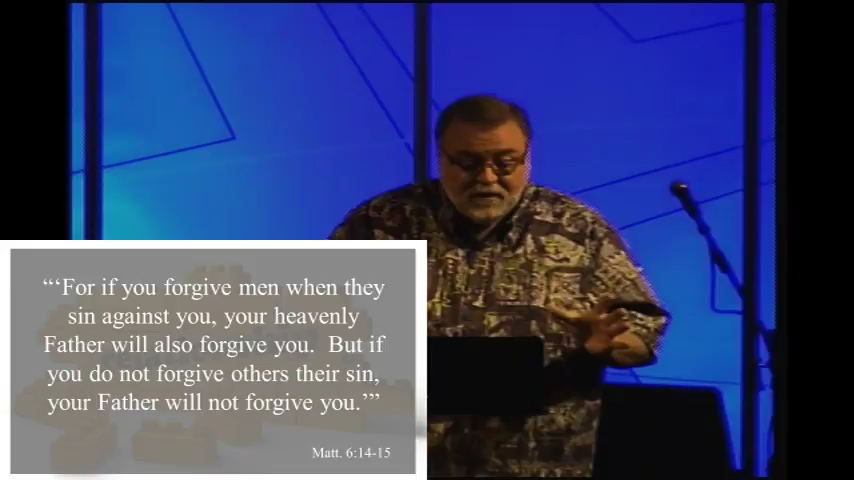 “‘For if you forgive men when they
sin against you, your heavenly
Father will also forgive you.  But if
you do not forgive others their sin,
your Father will not forgive you.’”
Matt. 6:14-15